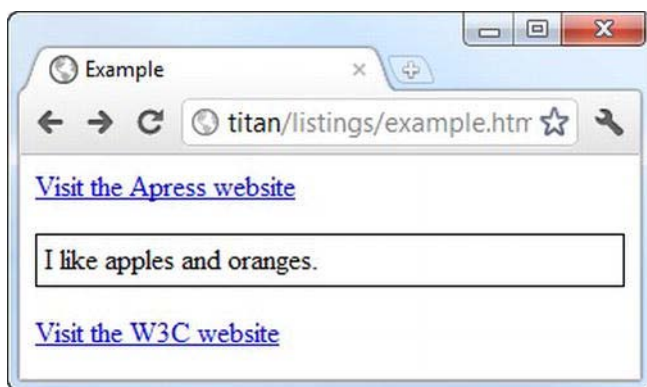 Example
titan/listings/example.htm
Visit the Apress website
I like apples and oranges.
Visit the W3C website